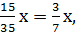 15/35 x = 3/7 x,